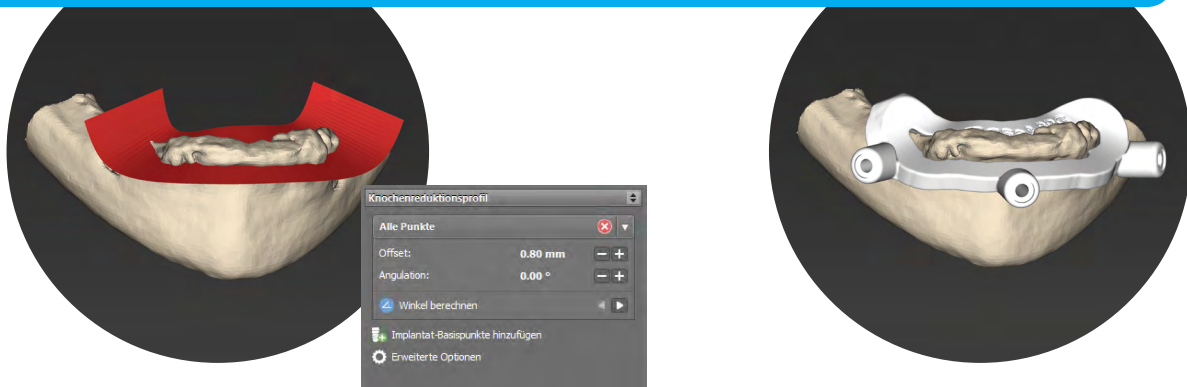 Knochenreduktionsprofil
Alle Punkte
Offset: 0.80 mm
Angulation: 0.00 °
Winkel berechnen
Implantat-Basispunkte hinzufügen
Erweiterte Optionen